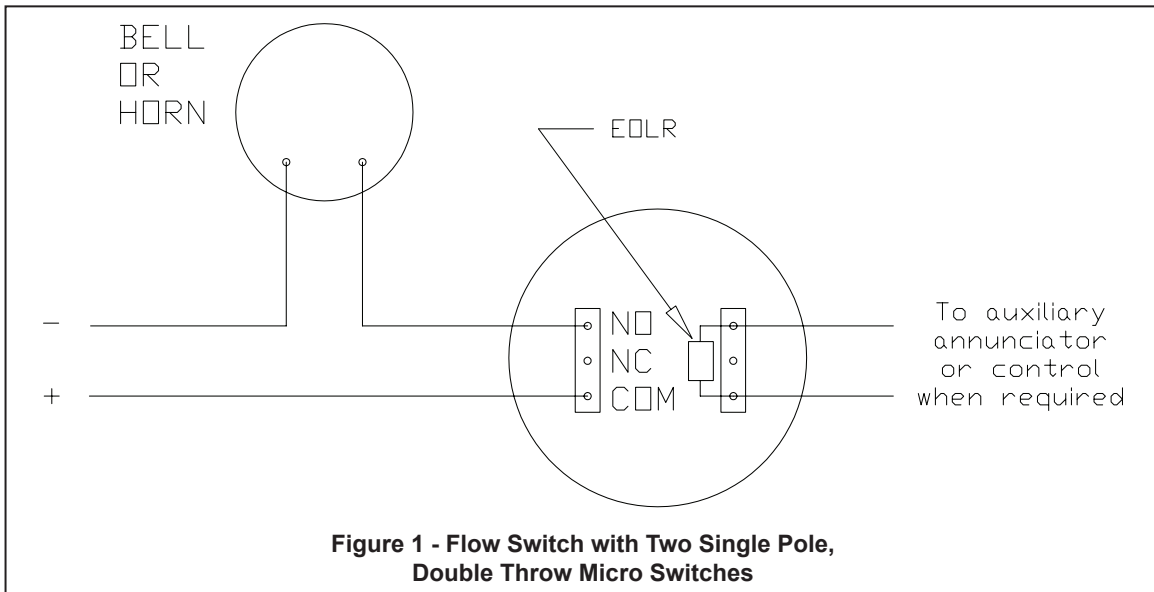 BELL
OR
HORN
EOLR
-
+
NO
NC
COM
To auxiliary
annunciator
or control
when required
Figure 1 - Flow Switch with Two Single Pole,
Double Throw Micro Switches